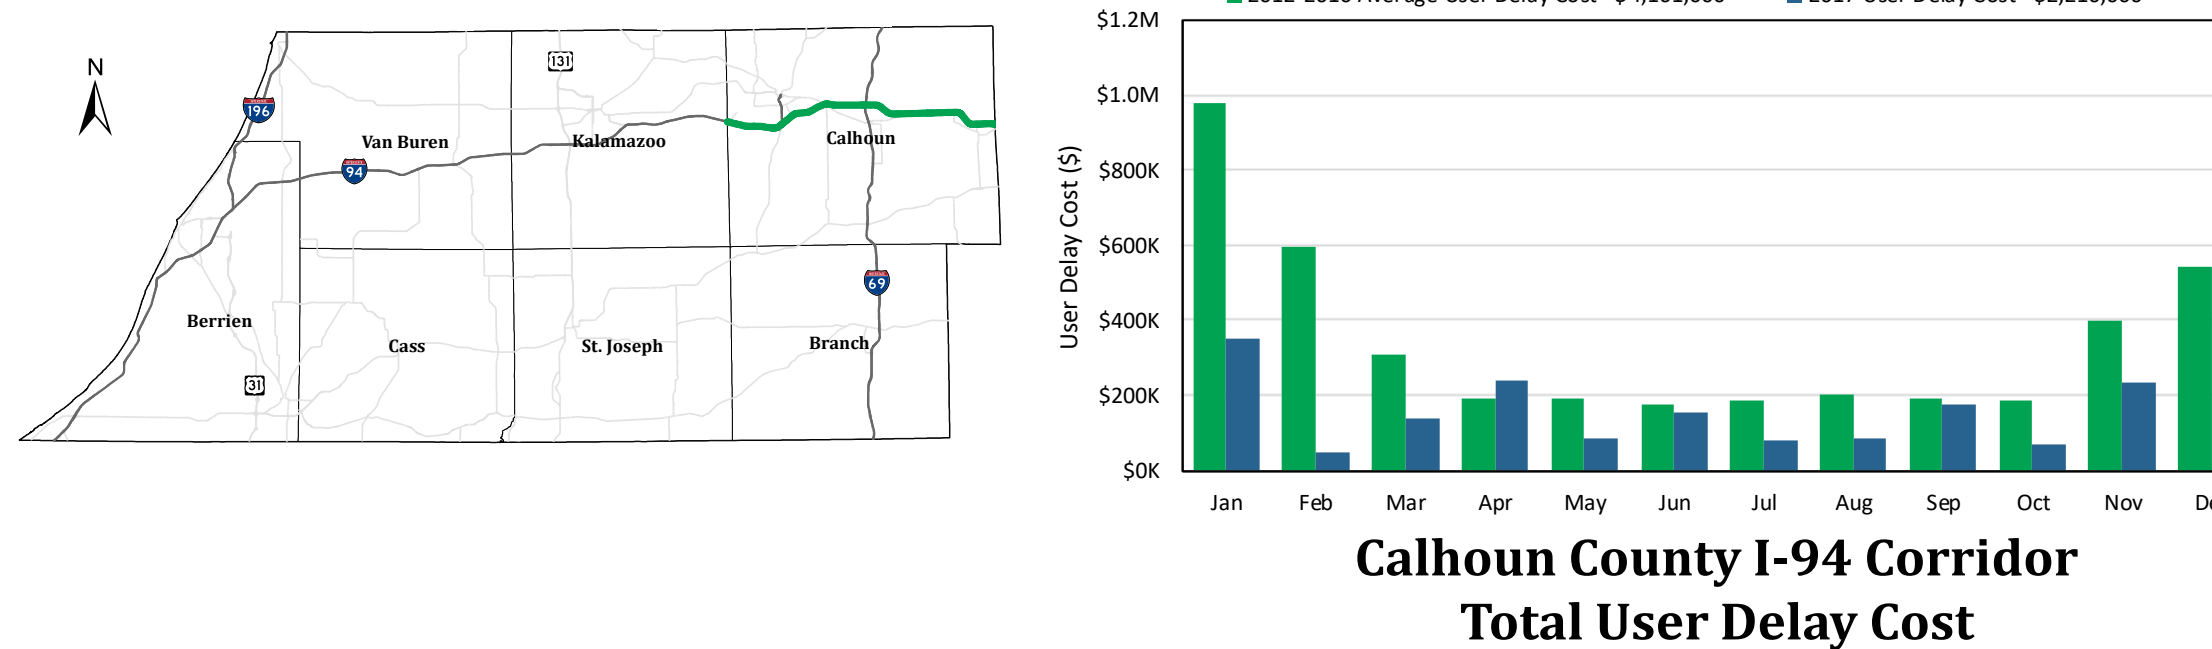 N
196
131
Van Buren
Kalamazoo
Calhoun
94
69
Berrien
Cass
St. Joseph
Branch
31
User Delay Cost ($)
$1.2M
$1.0M
$800K
$600K
$400K
$200K
$0K
Jan Feb Mar Apr May Jun Jul Aug Sep Oct Nov
Calhoun County I-94 Corridor
Total User Delay Cost